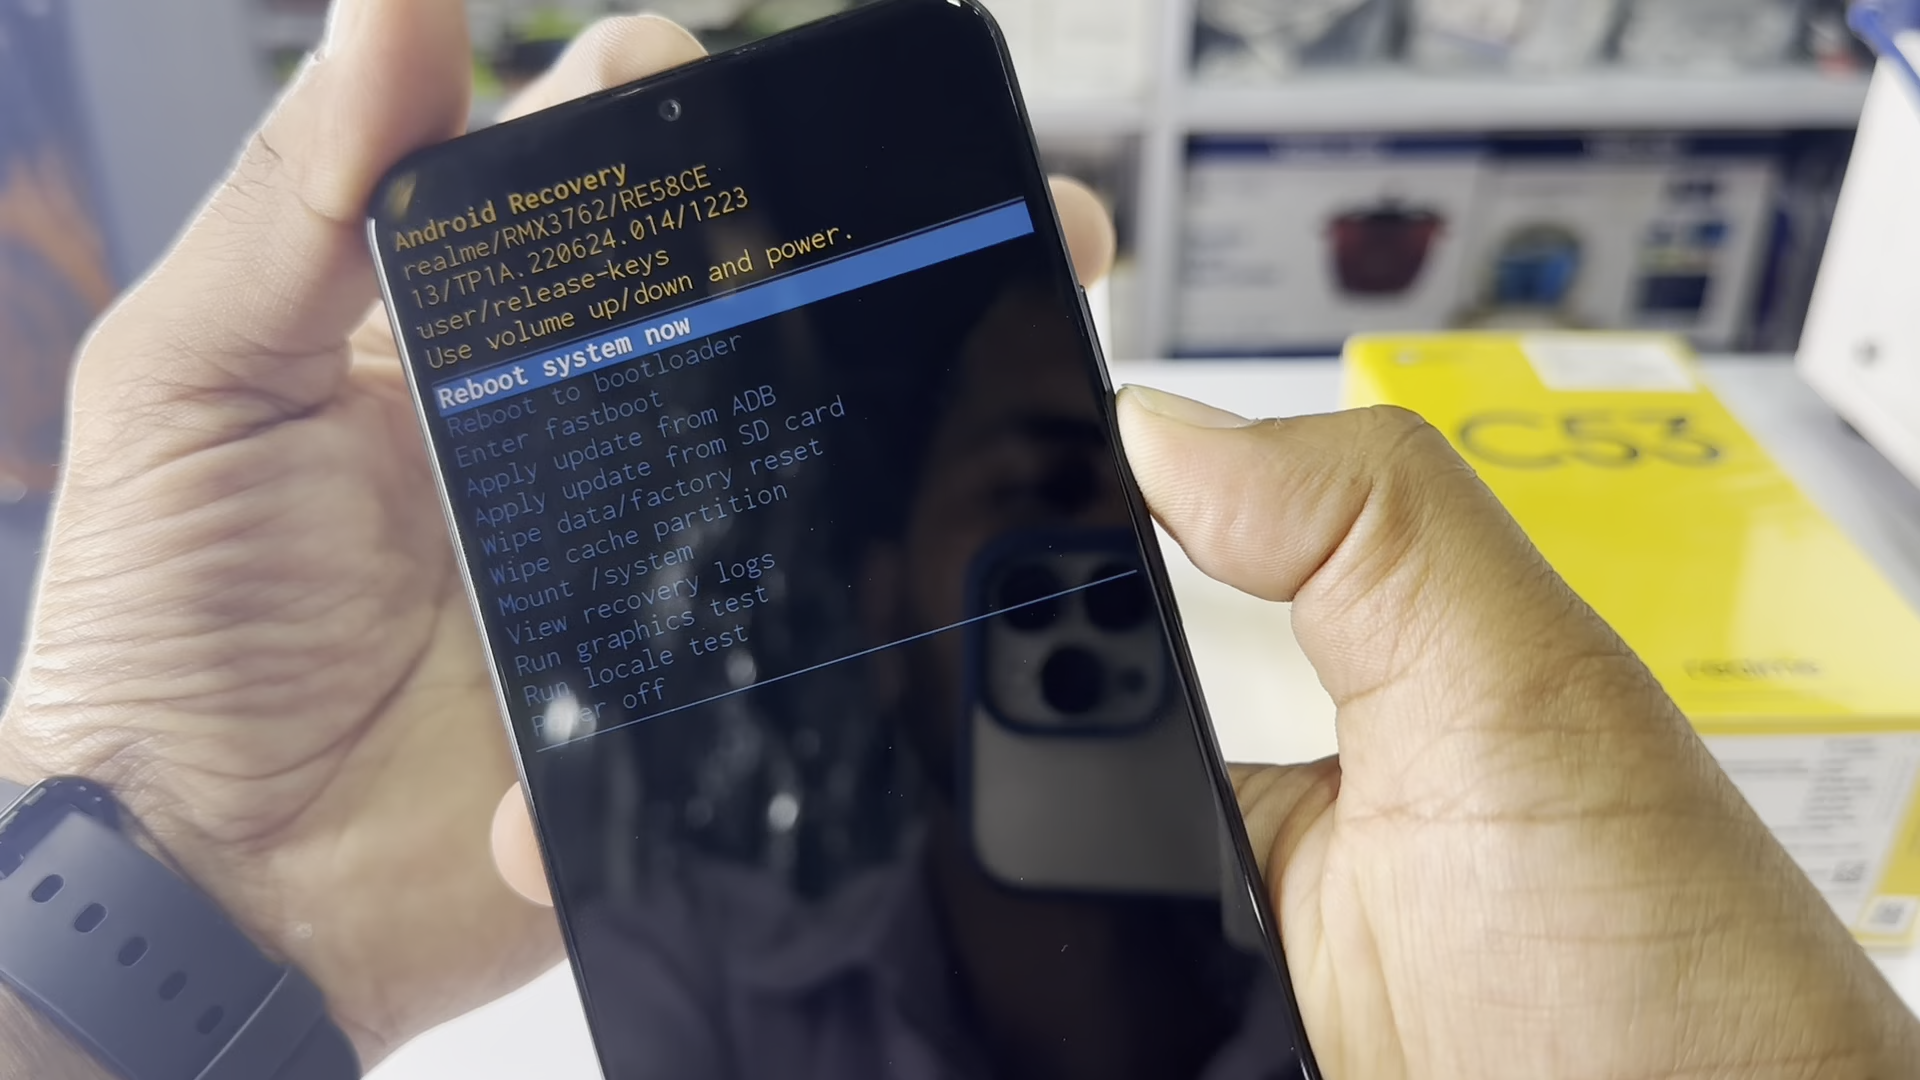 Android Recovery
realme/RMX3762/RE58CE
13/TP1A.220624.014/1223
user/release-keys
Use volume up/down and power.
Reboot system now
Reboot to bootloader
Enter fastboot
Apply update from ADB
Apply update from SD card
Wipe data/factory reset
Wipe cache partition
Mount /system
View recovery logs
Run graphics test
Run locale test
Power off
C53
realme